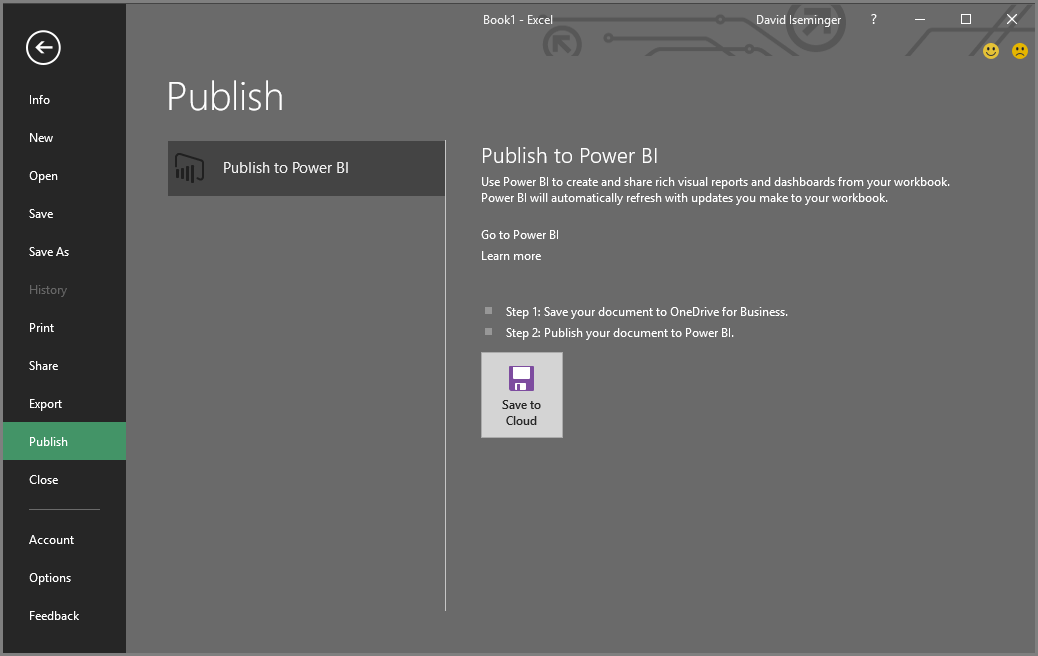 Book1 - Excel
David Iseminger
?
Info
New
Open
Save
Save As
History
Print
Share
Export
Publish
Close
Account
Options
Feedback
Publish
Publish to Power BI
Publish to Power BI
Use Power BI to create and share rich visual reports and dashboards from your workbook.
Power BI will automatically refresh with updates you make to your workbook.
Go to Power BI
Learn more
Step 1: Save your document to OneDrive for Business.
Step 2: Publish your document to Power BI.
Save to
Cloud